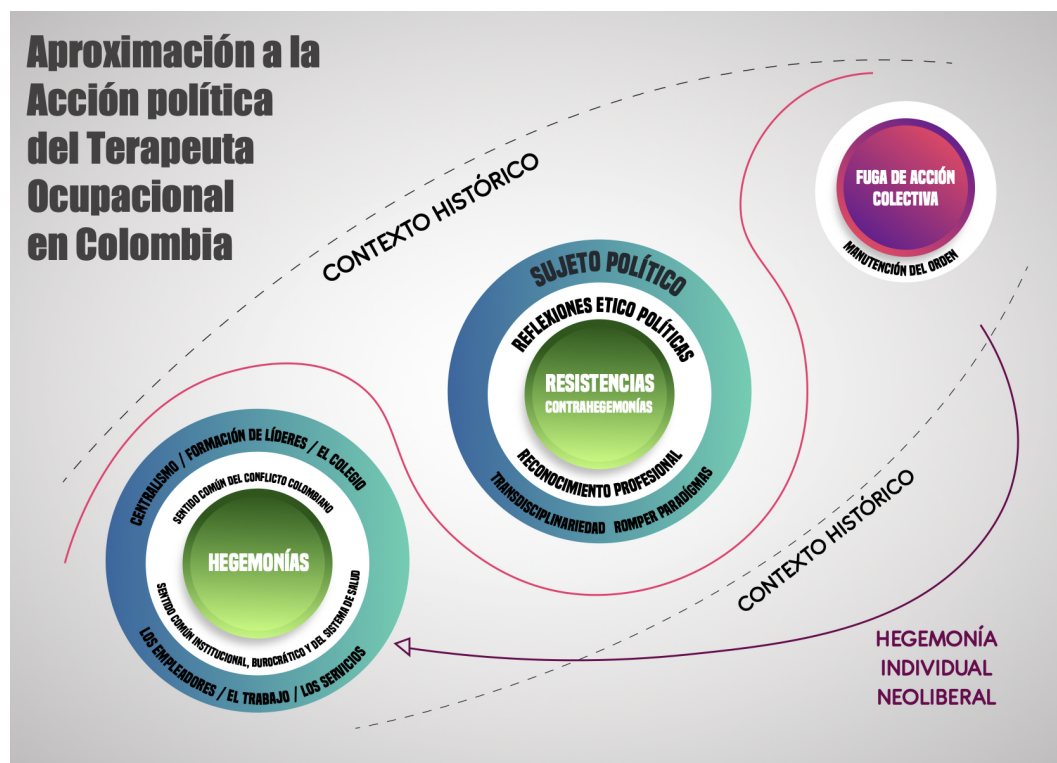 Aproximación a la
Acción política
del Terapeuta
Ocupacional
en Colombia
CONTEXTO HISTÓRICO
FUGA DE ACCIÓN
COLECTIVA
MANUTENCIÓN DEL ORDEN
SUJETO POLÍTICO
REFLEXIONES ETICO POLÍTICAS
RESISTENCIAS
CONTRAHEGEMONÍAS
RECONOCIMIENTO PROFESIONAL
TRANSDISCIPLINARIEDAD ROMPER PARADÍGMAS
CENTRALISMO / FORMACIÓN DE LÍDERES / EL COLEGIO
SENTIDO COMÚN DEL CONFLICTO COLOMBIANO
HEGEMONÍAS
SENTIDO COMÚN INSTITUCIONAL, BUROCRÁTICO Y DEL SISTEMA DE SALUD
LOS EMPLEADORES / EL TRABAJO / LOS SERVICIOS
CONTEXTO HISTÓRICO
HEGEMONÍA
INDIVIDUAL
NEOLIBERAL